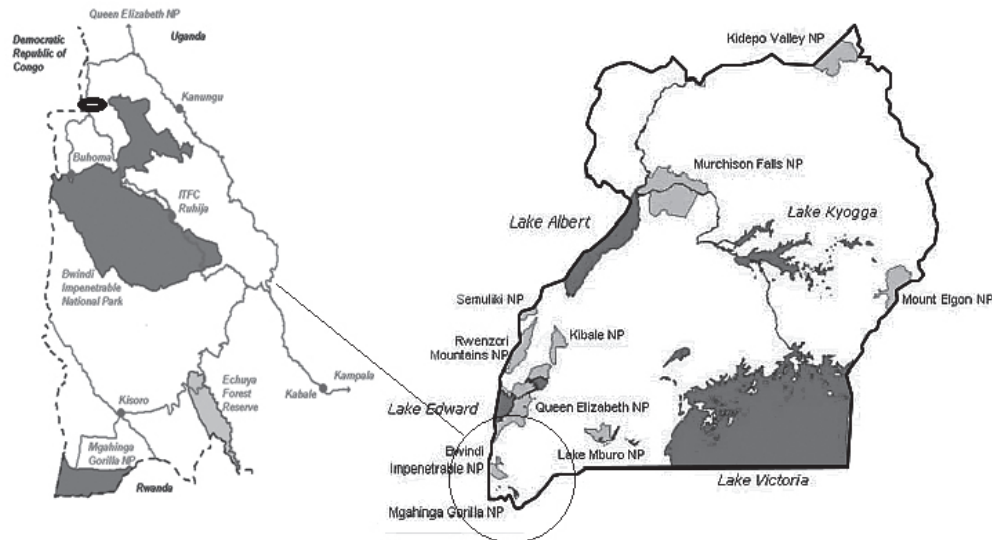 Queen Elizabeth NP
Democratic
Republic of
Congo
Uganda
Kanungu
Buhoma
ITFC
Ruhija
Bwindi
Impenetrable
National Park
Kisoro
Echuya
Forest
Reserve
Kabale
Kampala
Mgahinga
Gorilla NP
Rwanda
Kidepo Valley NP
Murchison Falls NP
Lake Albert
Lake Kyogga
Mount Elgon NP
Semuliki NP
Rwenzori
Mountains NP
Kibale NP
Lake Edward
Queen Elizabeth NP
Bwindi
Impenetrable NP
Lake Mburo NP
Lake Victoria
Mgahinga Gorilla NP